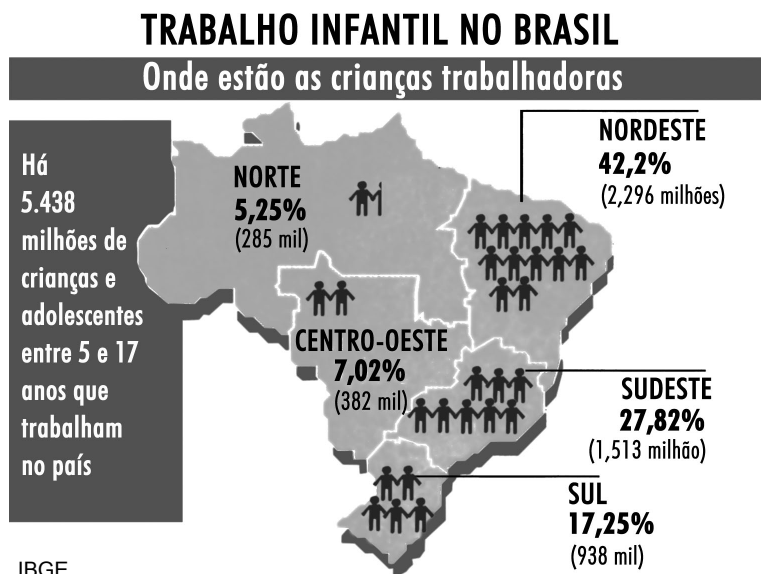 TRABALHO INFANTIL NO BRASIL
Onde estão as crianças trabalhadoras
Há
5.438
milhões de
crianças e
adolescentes
entre 5 e 17
anos que
trabalham
no país
NORTE
5,25%
(285 mil)
NORDESTE
42,2%
(2,296 milhões)
CENTRO-OESTE
7,02%
(382 mil)
SUDESTE
27,82%
(1,513 milhão)
SUL
17,25%
(938 mil)
IBGE